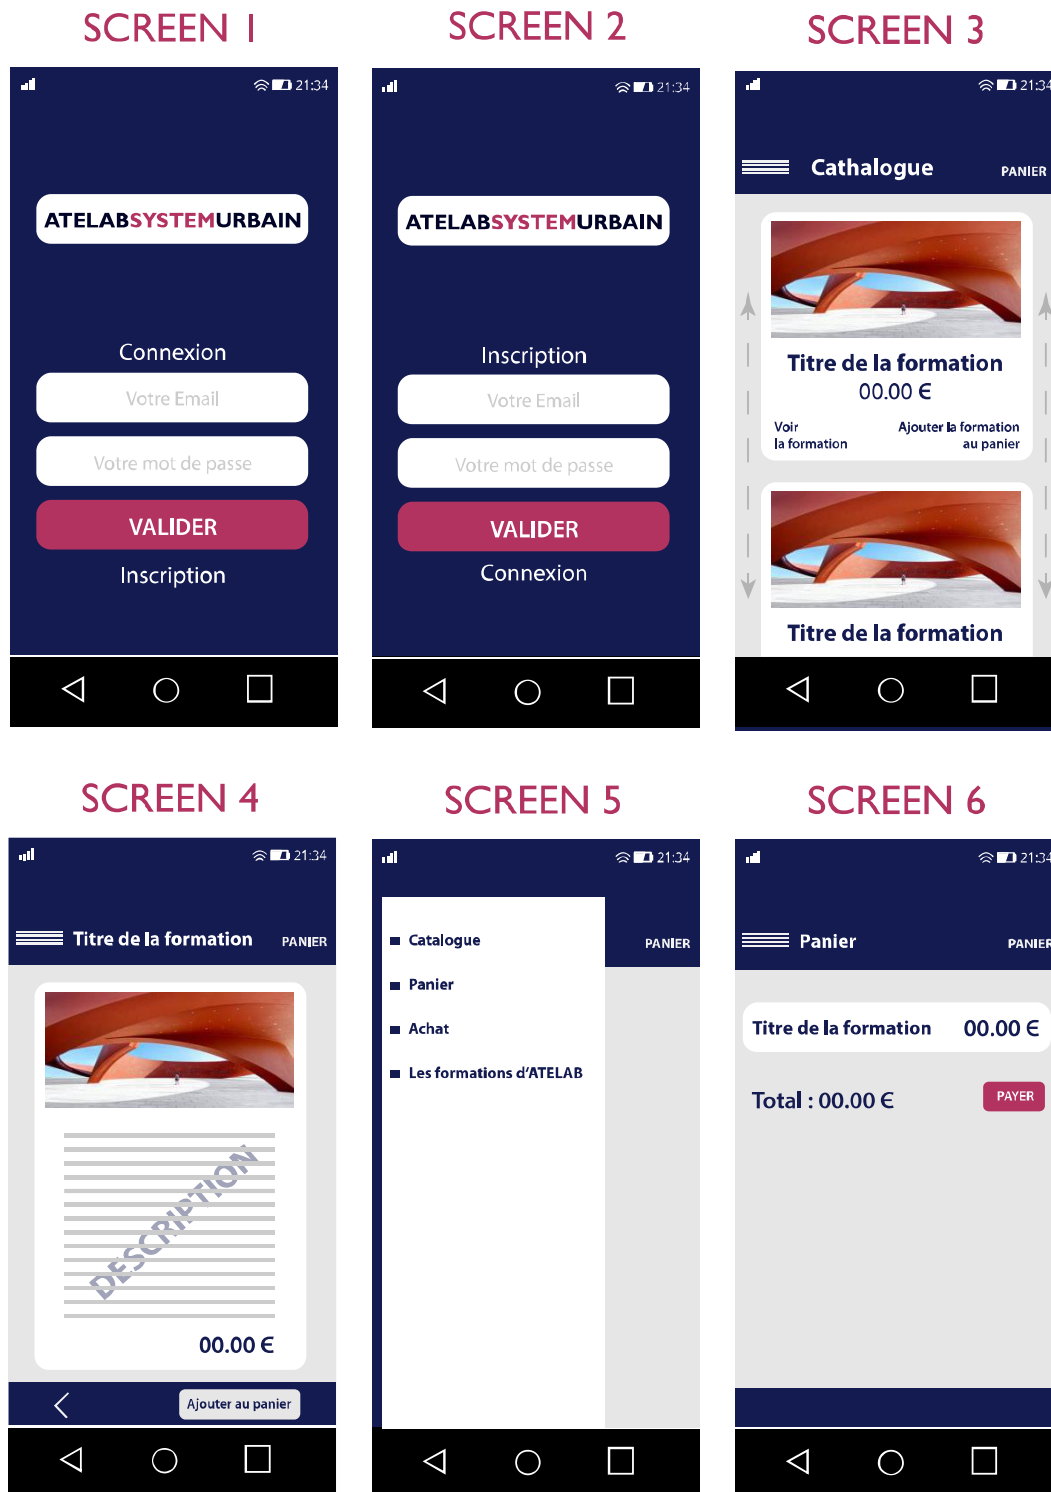 SCREEN 1
SCREEN 2
SCREEN 3
21:34
ATELABSYSTEMURBAIN
Connexion
Votre Email
Votre mot de passe
VALIDER
Inscription
21:34
ATELABSYSTEMURBAIN
Inscription
Votre Email
Votre mot de passe
VALIDER
Connexion
21:34
Cathalogue
PANIER
Titre de la formation
00.00 €
Voir
la formation
Ajouter la formation
au panier
Titre de la formation
SCREEN 4
SCREEN 5
SCREEN 6
21:34
Titre de la formation
PANIER
DESCRIPTION
00.00 €
Ajouter au panier
21:34
PANIER
Catalogue
Panier
Achat
Les formations d'ATELAB
21:34
Panier
PANIER
Titre de la formation 00.00 €
Total : 00.00 €
PAYER